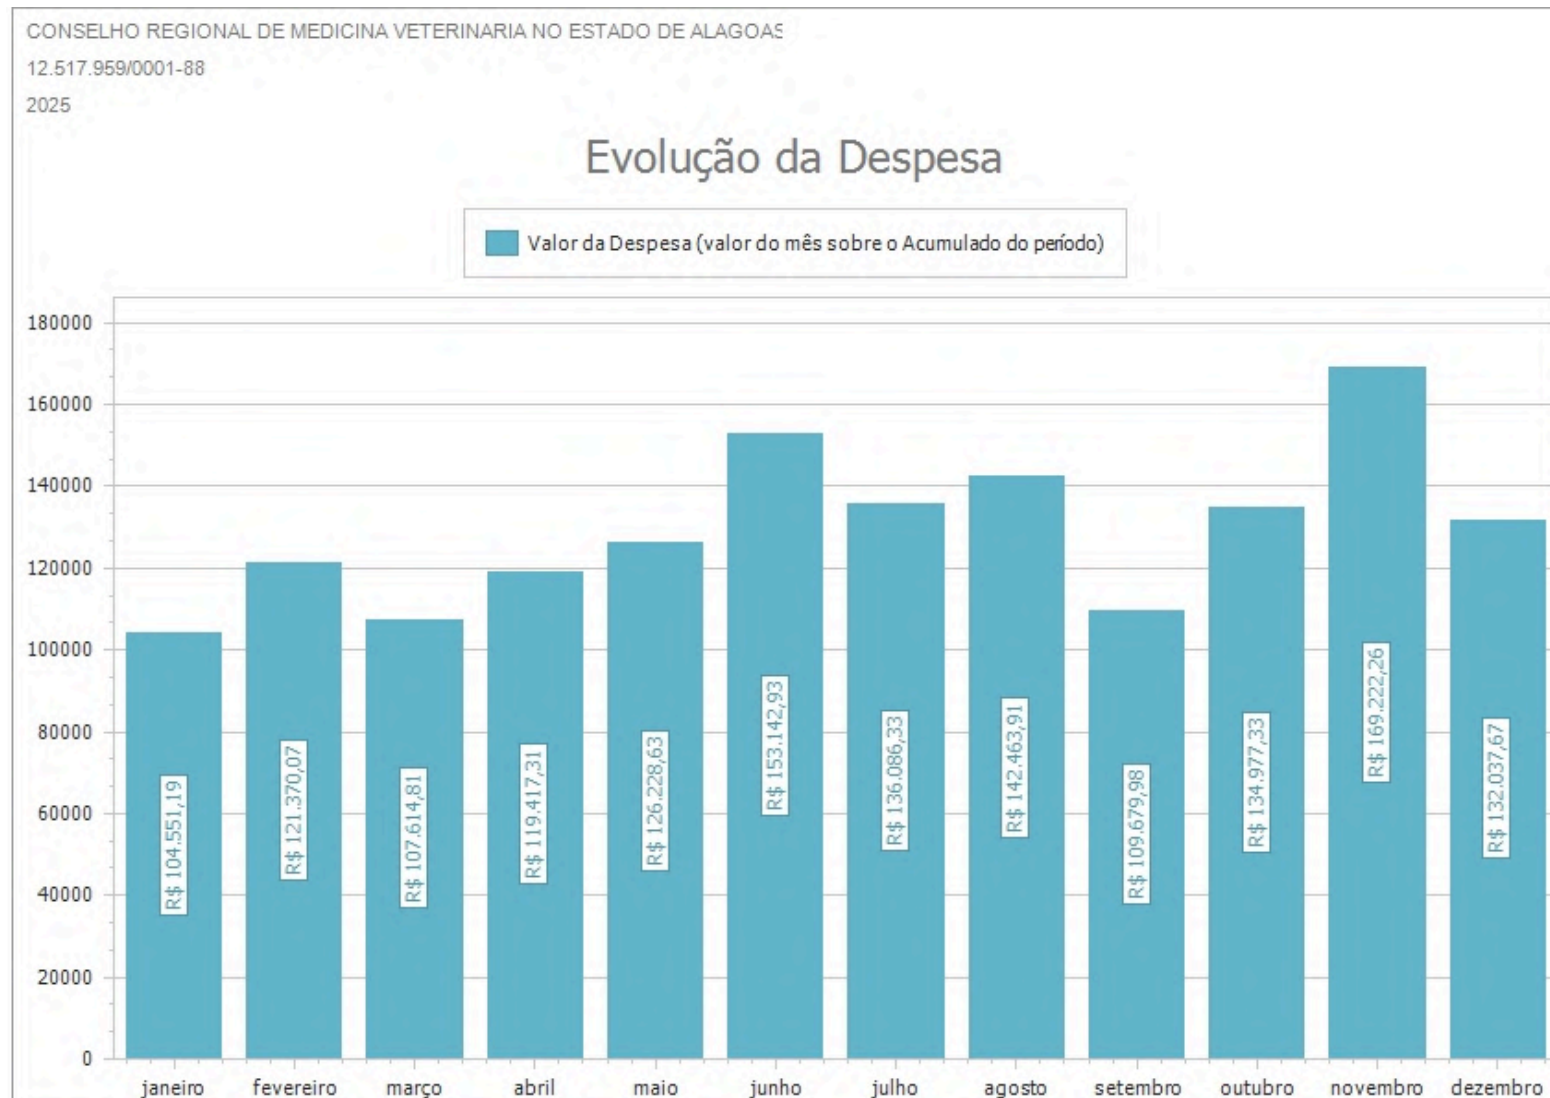 CONSELHO REGIONAL DE MEDICINA VETERINARIA NO ESTADO DE ALAGOAS
12.517.959/0001-88
2025
Evolução da Despesa
Valor da Despesa (valor do mês sobre o Acumulado do período)
180000
160000
140000
120000
100000
80000
60000
40000
20000
0
R$ 104.551,19
R$ 121.370,07
R$ 107.614,81
R$ 119.417,31
R$ 126.228,63
R$ 153.142,93
R$ 136.086,33
R$ 142.463,91
R$ 109.679,98
R$ 134.977,33
R$ 169.222,26
R$ 132.037,67
janeiro fevereiro março abril maio junho julho agosto setembro outubro novembro dezembro